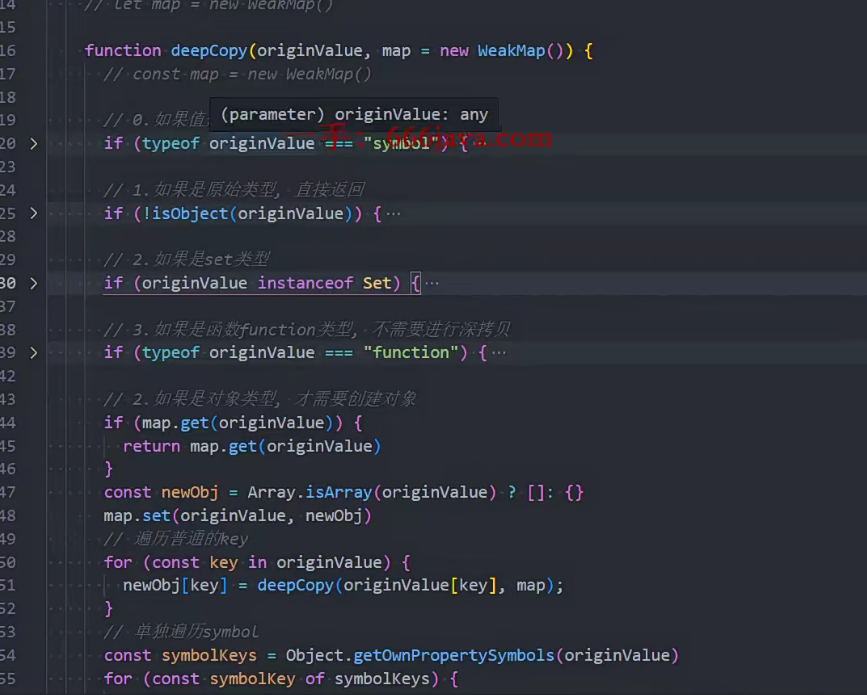 14 // let map = new WeakMap()
15
16 function deepCopy(originValue, map = new WeakMap()) {
17 // const map = new WeakMap()
18
19 // 0.如果值
(parameter) originValue: any
20 if (typeof originValue === "symbol") { ···
一手: 666java.com
23
24 // 1.如果是原始类型, 直接返回
25 if (!isObject(originValue)) { ···
28
29 // 2.如果是set类型
30 if (originValue instanceof Set) { ···
37
38 // 3.如果是函数function类型, 不需要进行深拷贝
39 if (typeof originValue === "function") { ···
42
43 // 2.如果是对象类型, 才需要创建对象
44 if (map.get(originValue)) {
45 return map.get(originValue)
46 }
47 const newObj = Array.isArray(originValue) ? []: {}
48 map.set(originValue, newObj)
49 // 遍历普通的key
50 for (const key in originValue) {
51 newObj[key] = deepCopy(originValue[key], map);
52 }
53 // 单独遍历symbol
54 const symbolKeys = Object.getOwnPropertySymbols(originValue)
55 for (const symbolKey of symbolKeys) {